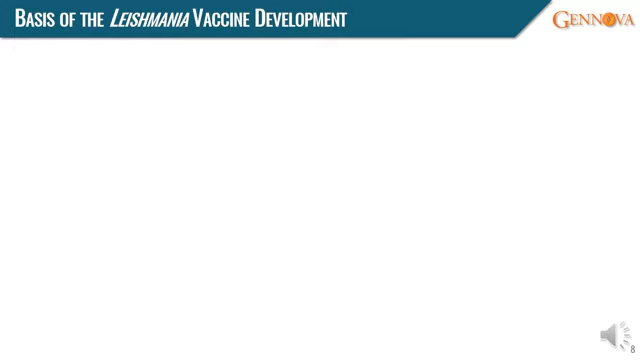 BASIS OF THE LEISHMANIA VACCINE DEVELOPMENT
GENNOVA
8